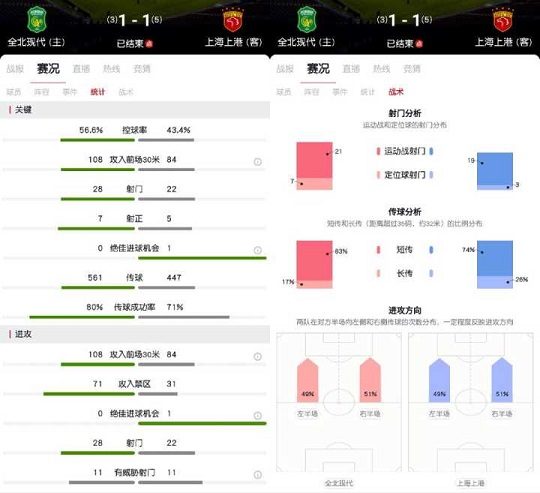 (3) 1 - 1 (5)
全北现代 (主)
已结束
上海上港 (客)
战报 赛况 直播 热线 竞猜
球员 阵容 事件 统计 战术
关键
56.6% 控球率 43.4%
108 攻入前场30米 84
28 射门 22
7 射正 5
0 绝佳进球机会 1
561 传球 447
80% 传球成功率 71%
进攻
108 攻入前场30米 84
71 攻入禁区 31
0 绝佳进球机会 1
28 射门 22
11 有威胁射门 11
(3) 1 - 1 (5)
全北现代 (主)
已结束
上海上港 (客)
战报 赛况 直播 热线 竞猜
球员 阵容 事件 统计 战术
射门分析
运动战和定位球的射门分布
21 运动战射门 19
7 定位球射门 3
传球分析
短传和长传（距离超过35码，约32米）的比例分布
83% 短传 74%
17% 长传 26%
进攻方向
两队在对方半场向左侧和右侧传球的次数分布，一定程度反映进攻方向
49% 51% 49% 51%
左半场 右半场 左半场 右半场
全北现代 上海上港